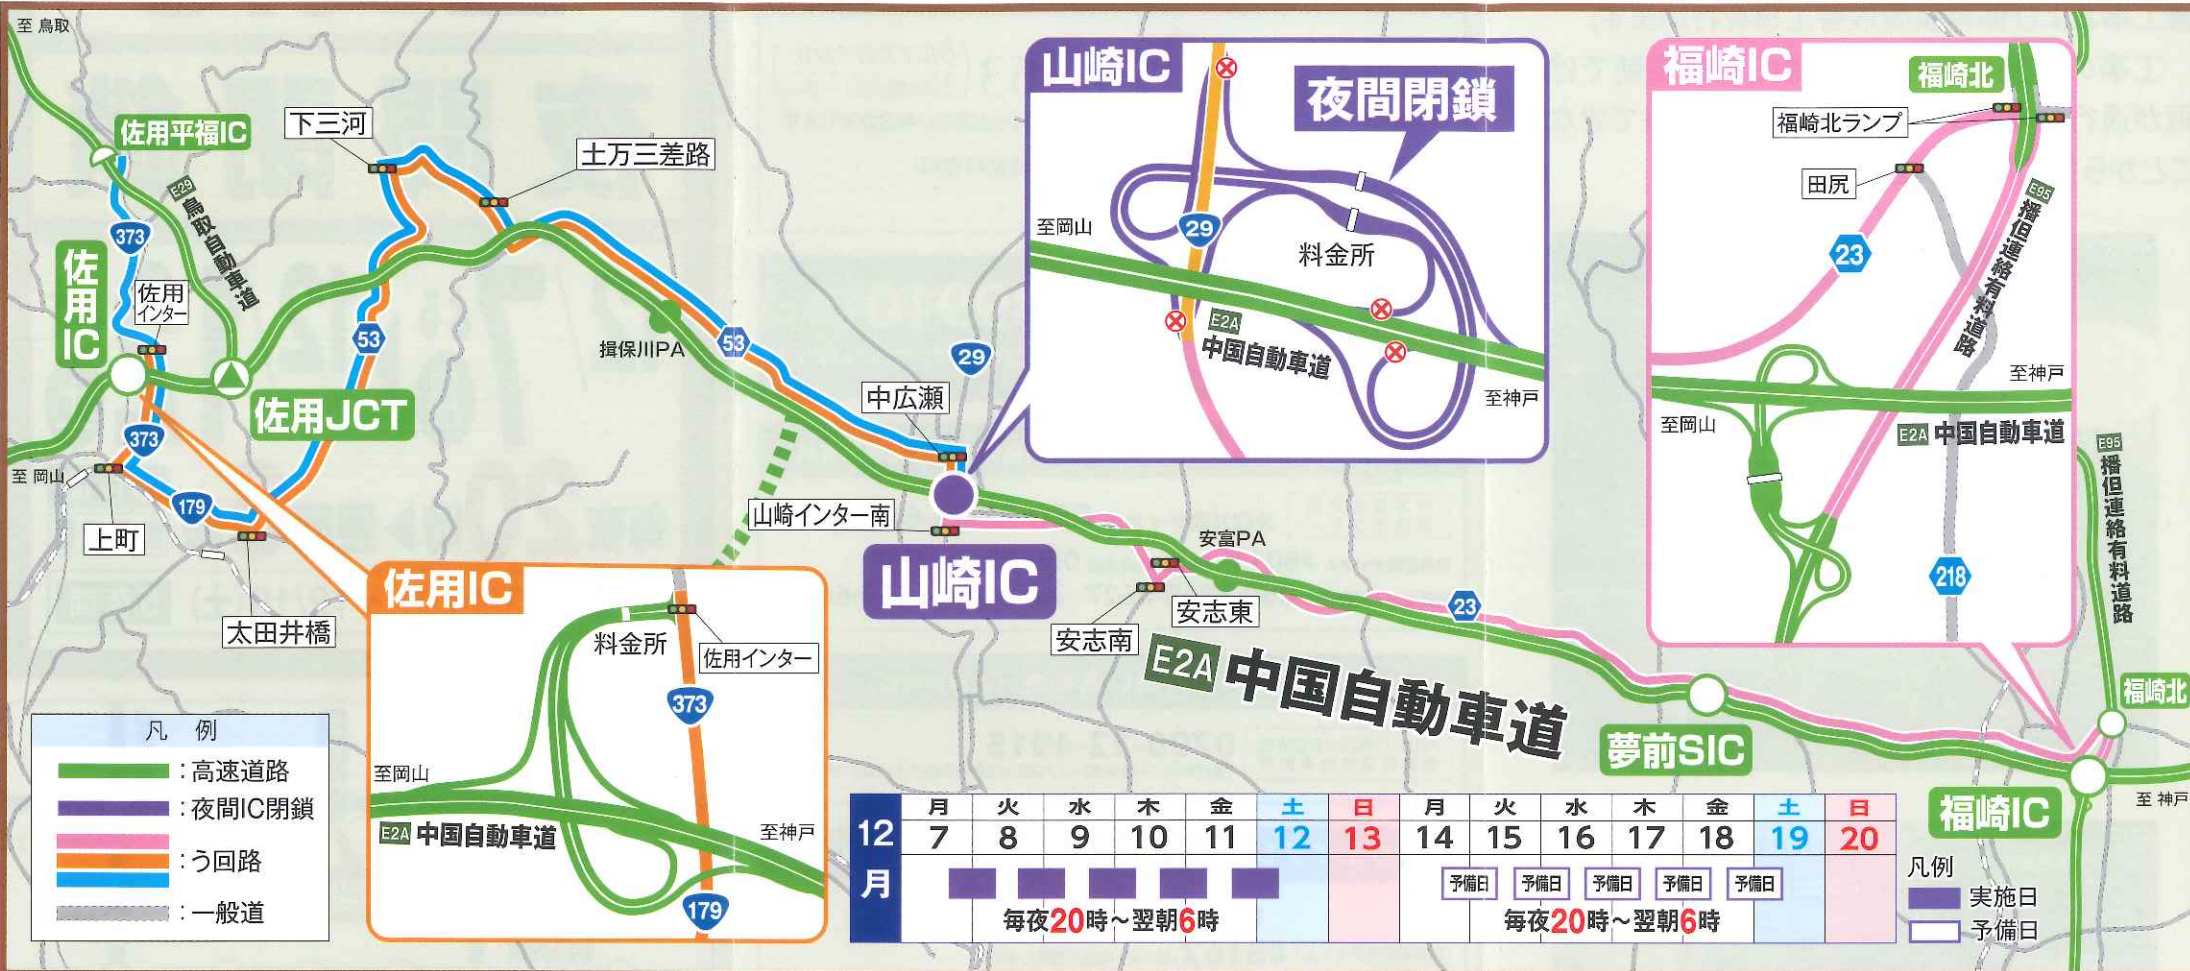 至 鳥取
佐用平福IC
E29
鳥取自動車道
373
佐用IC
佐用
インター
佐用JCT
373
至 岡山
上町
179
太田井橋
下三河
土万三差路
53
揖保川PA
53
29
中広瀬
山崎インター南
山崎IC
安富PA
安志東
安志南
23
E2A 中国自動車道
夢前SIC
福崎IC
福崎北
E95
播但連絡有料道路
至 神戸
山崎IC
夜間閉鎖
至岡山
29
料金所
E2A
中国自動車道
至神戸
福崎IC
福崎北
福崎北ランプ
田尻
23
E95
播但連絡有料道路
至神戸
至岡山
E2A 中国自動車道
218
佐用IC
料金所
佐用インター
373
至岡山
E2A 中国自動車道
至神戸
179
凡 例
:高速道路
:夜間IC閉鎖
:う回路
:一般道
12月
月 火 水 木 金 土 日 月 火 水 木 金 土 日
7 8 9 10 11 12 13 14 15 16 17 18 19 20
予備日 予備日 予備日 予備日 予備日
毎夜20時~翌朝6時 毎夜20時~翌朝6時
凡例
実施日
予備日